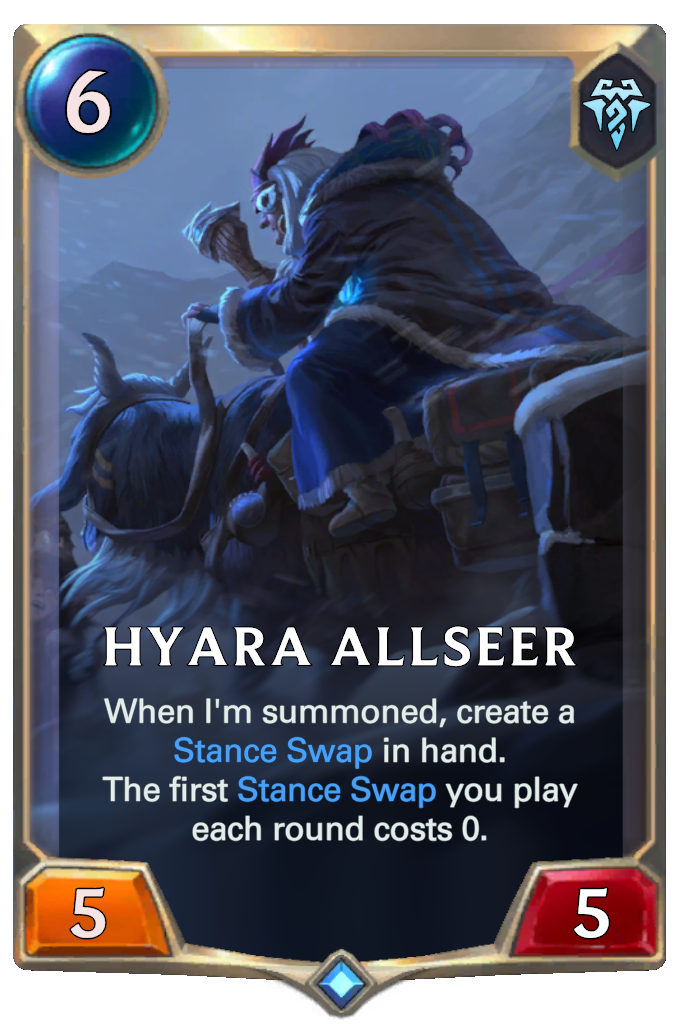 6
HYARA ALLSEER
When I'm summoned, create a
Stance Swap in hand.
The first Stance Swap you play
each round costs 0.
5
5